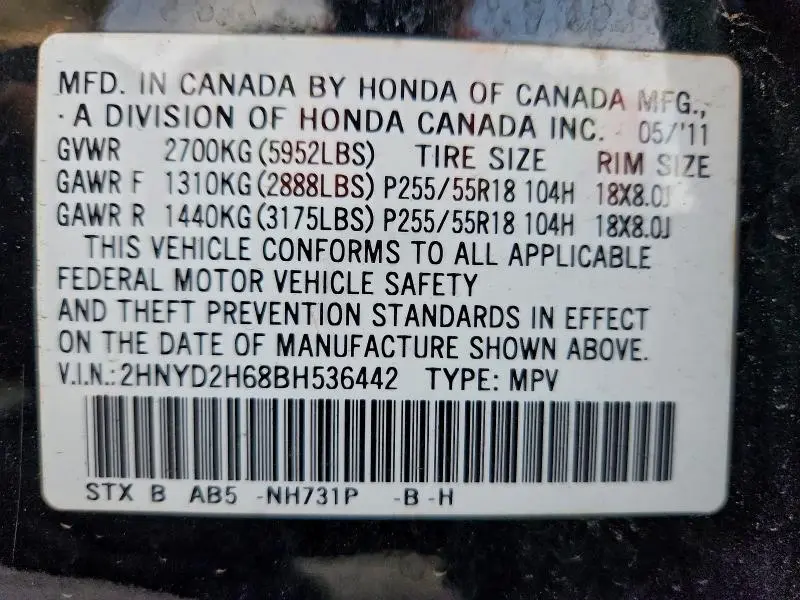 MFD. IN CANADA BY HONDA OF CANADA MFG.,
· A DIVISION OF HONDA CANADA INC. 05/'11
GVWR 2700KG (5952LBS) TIRE SIZE RIM SIZE
GAWR F 1310KG (2888LBS) P255/55R18 104H 18X8.0J
GAWR R 1440KG (3175LBS) P255/55R18 104H 18X8.0J
THIS VEHICLE CONFORMS TO ALL APPLICABLE
FEDERAL MOTOR VEHICLE SAFETY
AND THEFT PREVENTION STANDARDS IN EFFECT
ON THE DATE OF MANUFACTURE SHOWN ABOVE.
V.I.N.: 2HNYD2H68BH536442 TYPE: MPV
STX B AB5 -NH731P -B -H